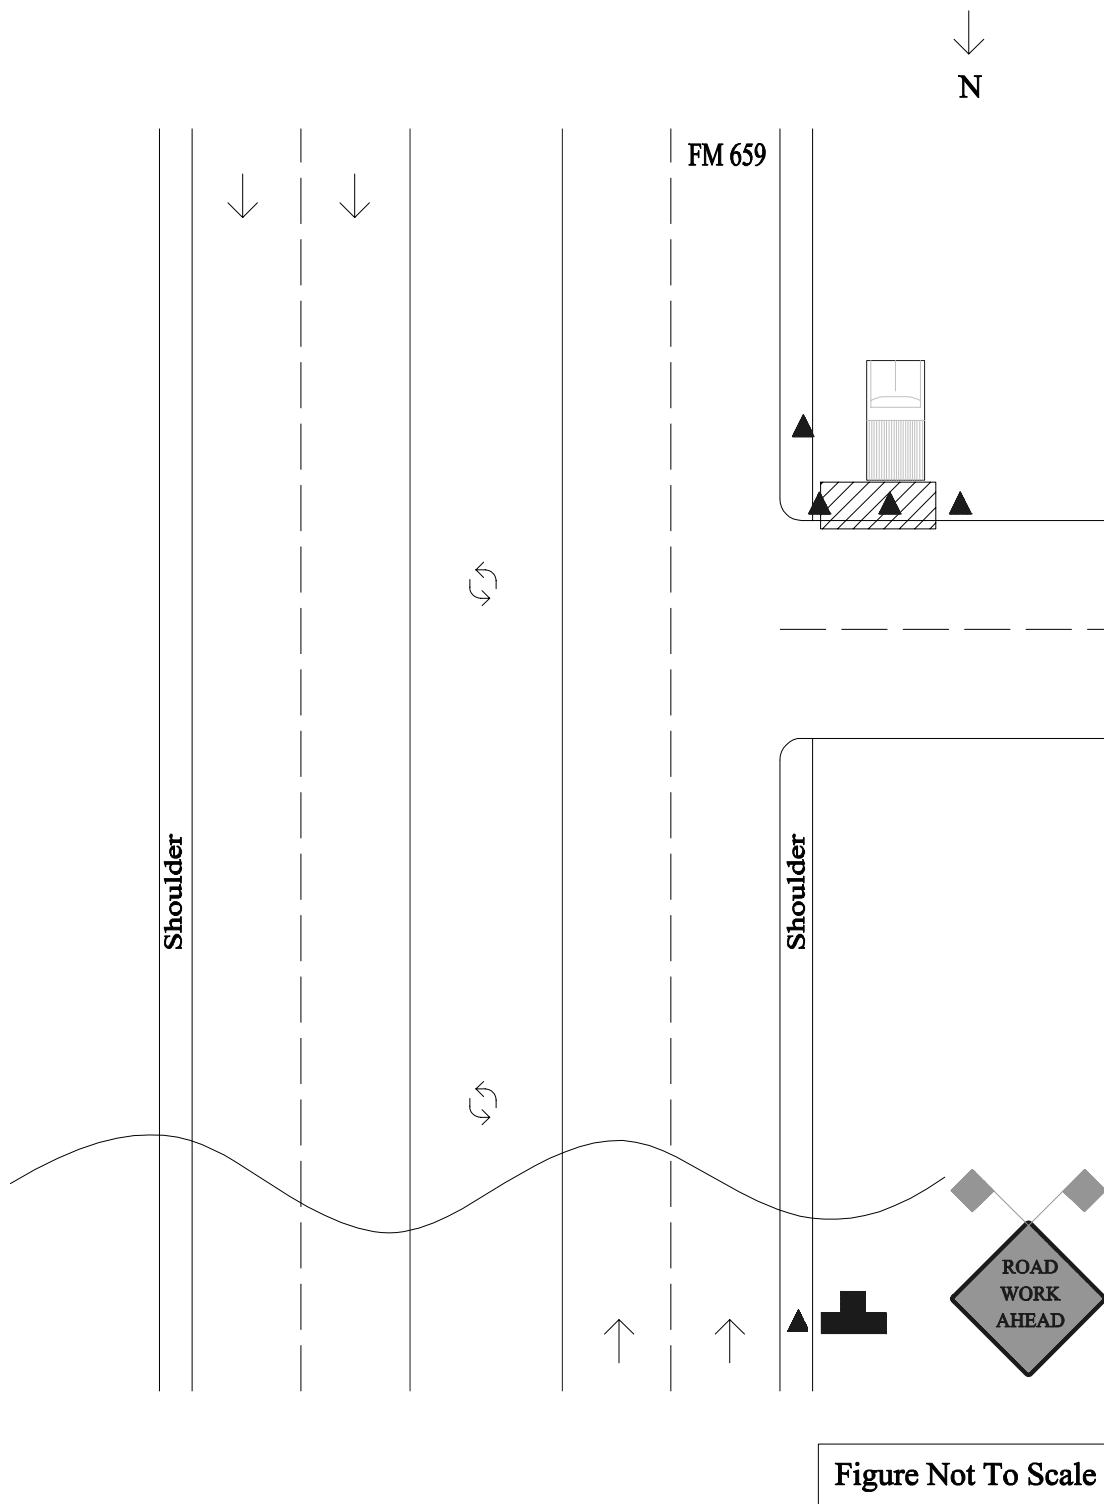 N
FM 659
Shoulder
Shoulder
ROAD
WORK
AHEAD
Figure Not To Scale